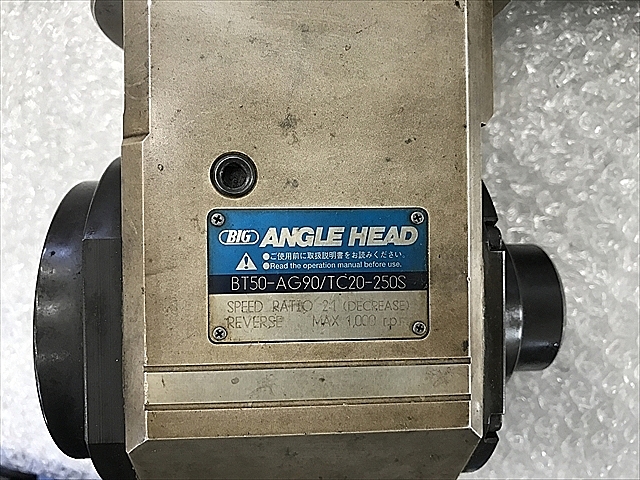 BIG ANGLE HEAD
●ご使用前に取扱説明書をお読みください。
●Read the operation manual before use.
BT50-AG90/TC20-250S
SPEED RATIO 2:1 (DECREASE)
REVERSE MAX 1,000 r.p.